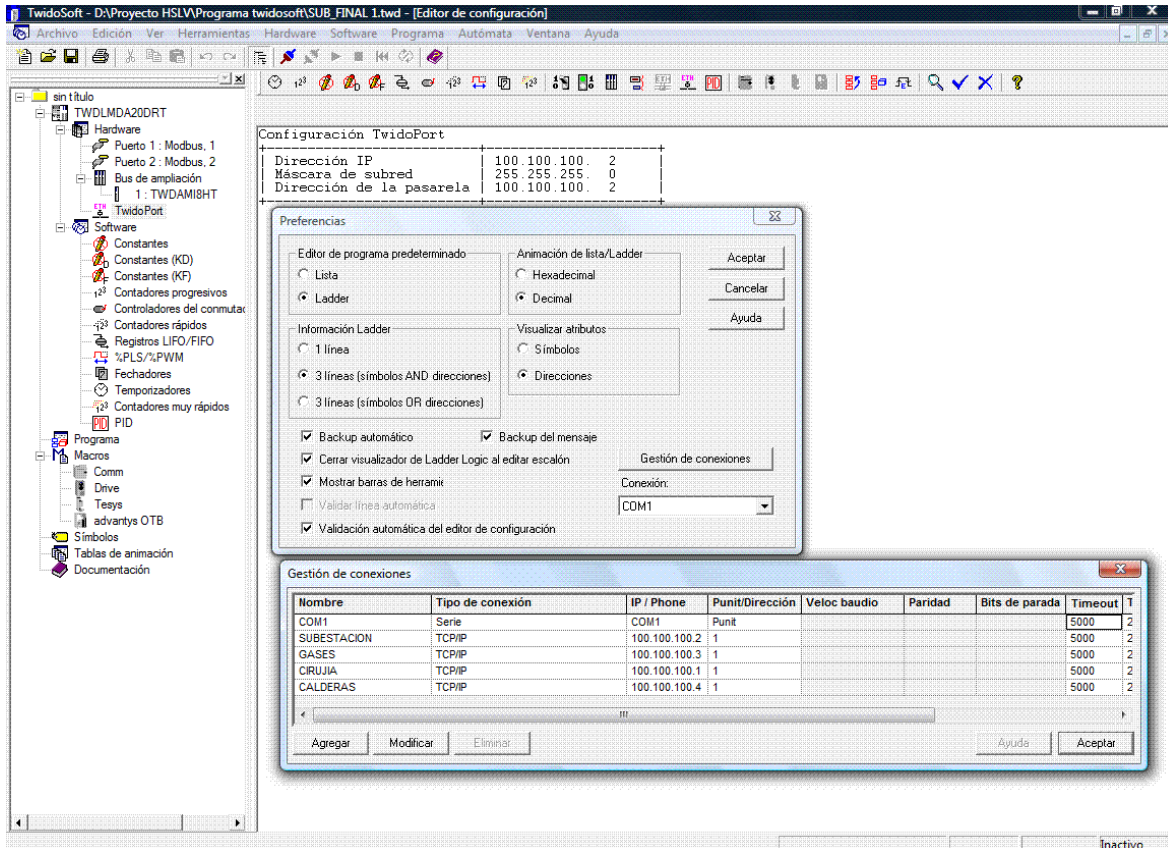 TwidoSoft - D:\Proyecto HSLV\Programa twidosoft\SUB_FINAL 1.twd - [Editor de configuración]
Archivo Edición Ver Herramientas Hardware Software Programa Autómata Ventana Ayuda
sin título
TWDLMDA20DRT
Hardware
Puerto 1 : Modbus, 1
Puerto 2 : Modbus, 2
Bus de ampliación
1 : TWDAMI8HT
TwidoPort
Software
Constantes
Constantes (KD)
Constantes (KF)
Contadores progresivos
Controladores del conmutac
Contadores rápidos
Registros LIFO/FIFO
%PLS/%PWM
Fechadores
Temporizadores
Contadores muy rápidos
PID
Programa
Macros
Comm
Drive
Tesys
advantys OTB
Símbolos
Tablas de animación
Documentación
Configuración TwidoPort
Dirección IP 100.100.100. 2
Máscara de subred 255.255.255. 0
Dirección de la pasarela 100.100.100. 2
Preferencias
Editor de programa predeterminado
Lista
Ladder
Animación de lista/Ladder
Hexadecimal
Decimal
Aceptar
Cancelar
Ayuda
Información Ladder
1 línea
3 líneas (símbolos AND direcciones)
3 líneas (símbolos OR direcciones)
Visualizar atributos
Símbolos
Direcciones
Backup automático
Backup del mensaje
Cerrar visualizador de Ladder Logic al editar escalón
Gestión de conexiones
Mostrar barras de herramie
Conexión:
Validar línea automática
COM1
Validación automática del editor de configuración
Gestión de conexiones
Nombre Tipo de conexión IP / Phone Punit/Dirección Veloc baudio Paridad Bits de parada Timeout T
COM1 Serie COM1 Punit 5000 2
SUBESTACION TCP/IP 100.100.100.2 1 5000 2
GASES TCP/IP 100.100.100.3 1 5000 2
CIRUJIA TCP/IP 100.100.100.1 1 5000 2
CALDERAS TCP/IP 100.100.100.4 1 5000 2
Agregar Modificar Eliminar Ayuda Aceptar
Inactivo